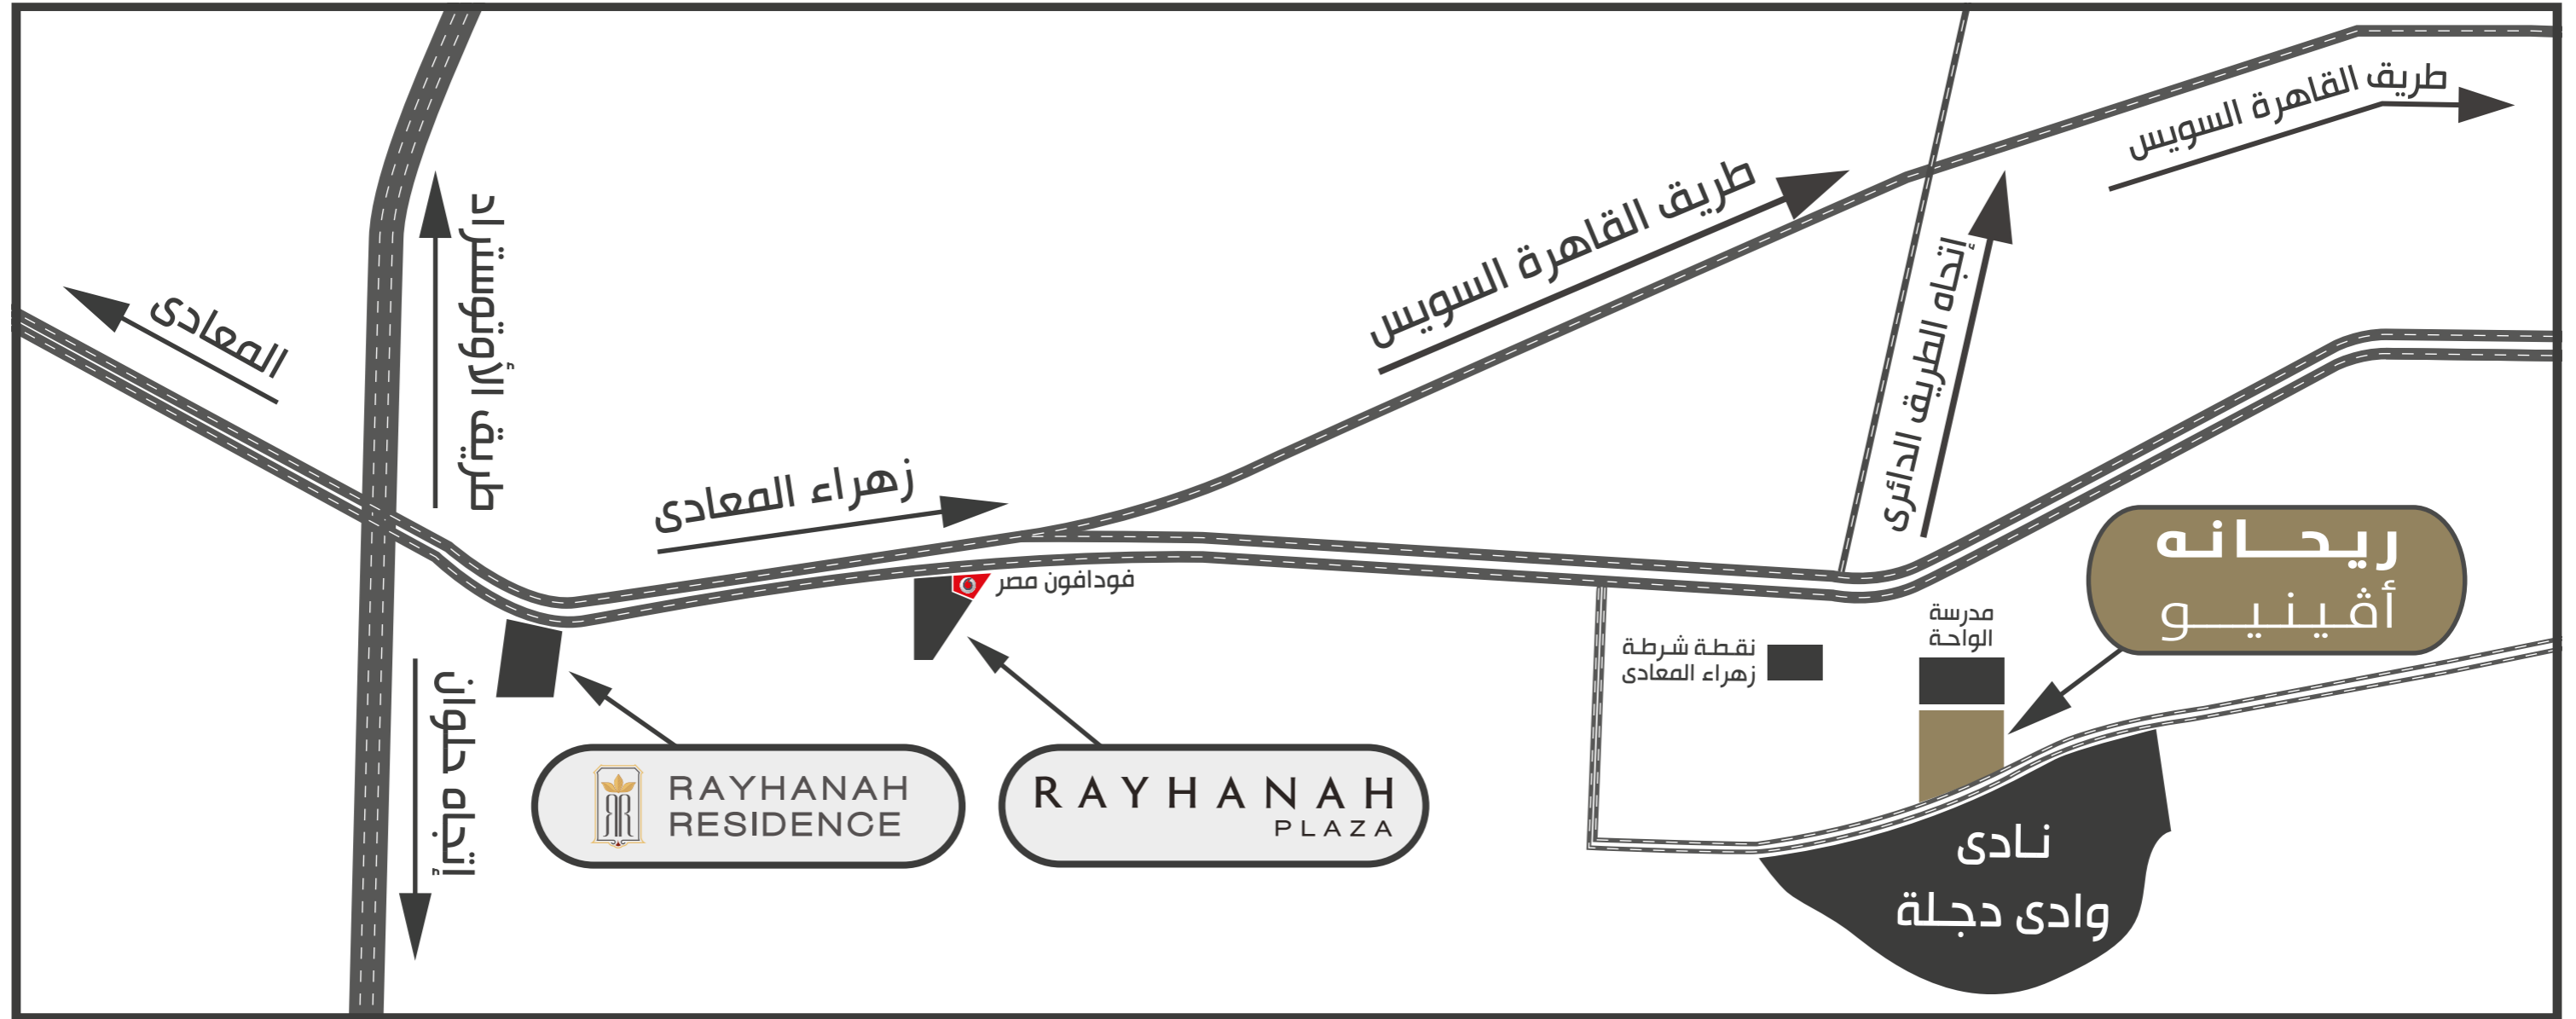 طريق القاهرة السويس
طريق القاهرة السويس
إتجاه الطريق الدائرى
طريق الأوتوستراد
المعادى
زهراء المعادى
فودافون مصر
ريحانه
أڤينيو
مدرسة
الواحة
نقطة شرطة
زهراء المعادى
إتجاه حلوان
RAYHANAH
RESIDENCE
RAYHANAH
PLAZA
نادى
وادى دجلة